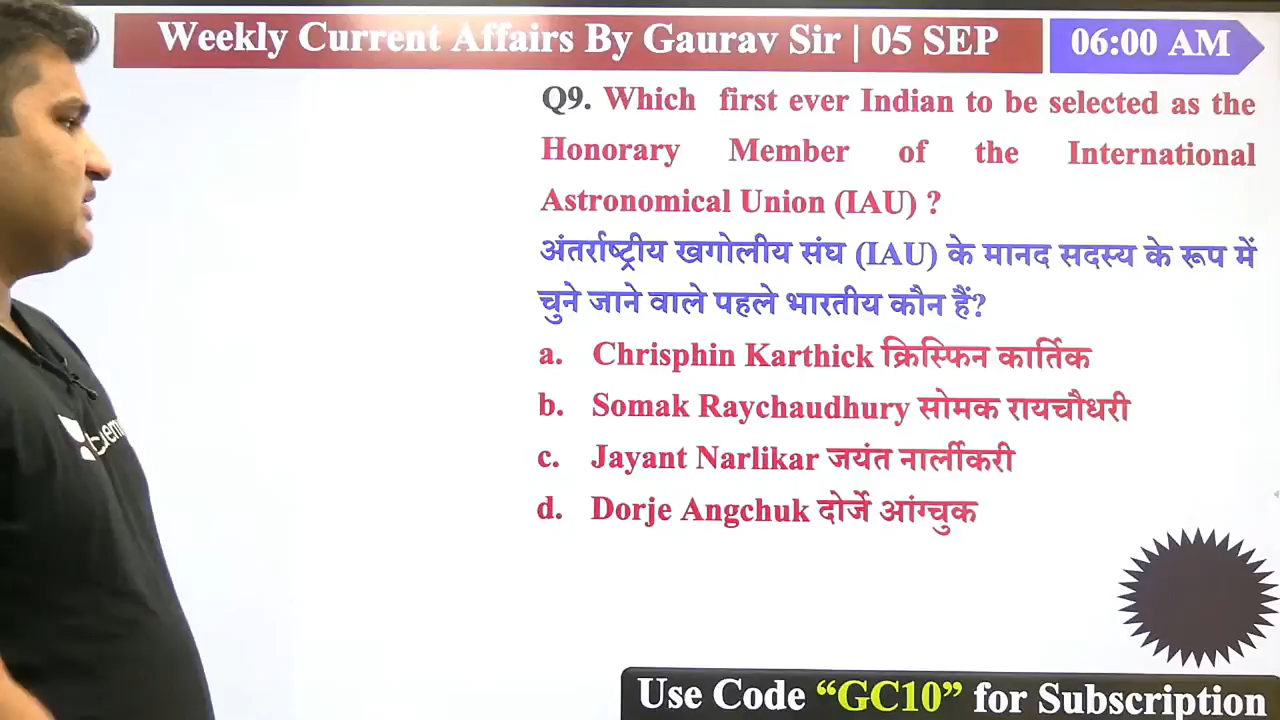 Weekly Current Affairs By Gaurav Sir | 05 SEP
06:00 AM
Q9. Which first ever Indian to be selected as the
Honorary Member of the International
Astronomical Union (IAU) ?
अंतर्राष्ट्रीय खगोलीय संघ (IAU) के मानद सदस्य के रूप में
चुने जाने वाले पहले भारतीय कौन हैं?
a. Chrisphin Karthick क्रिस्फिन कार्तिक
b. Somak Raychaudhury सोमक रायचौधरी
c. Jayant Narlikar जयंत नार्लीकरी
d. Dorje Angchuk दोर्जे आंग्चुक
Use Code “GC10” for Subscription